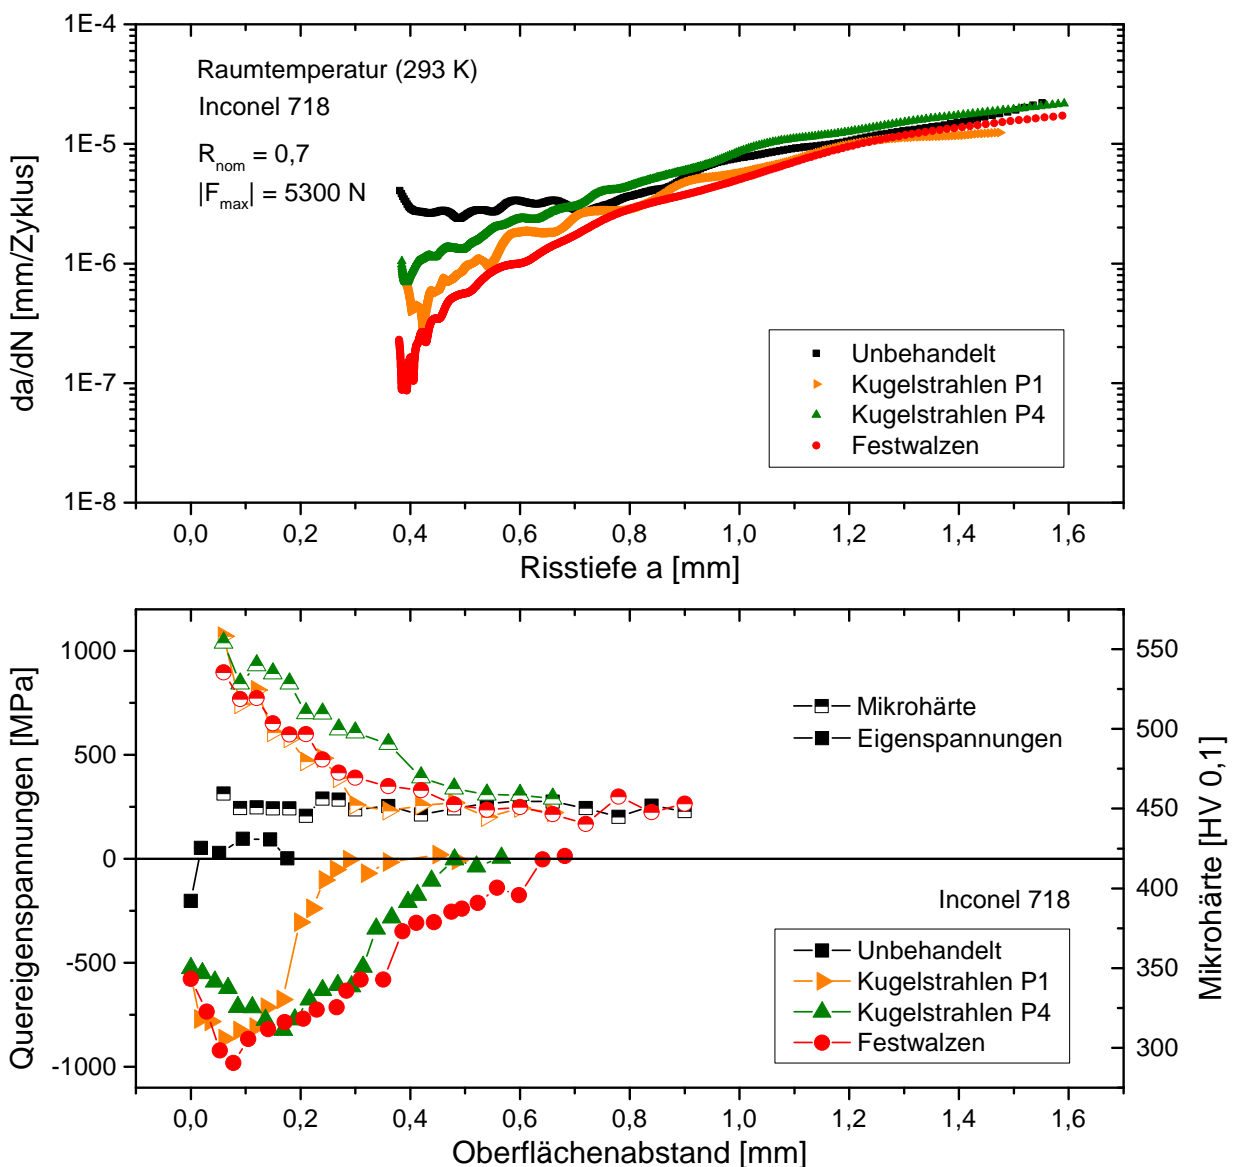 1E-4
1E-5
1E-6
1E-7
1E-8
da/dN [mm/Zyklus]
Raumtemperatur (293 K)
Inconel 718
R_nom = 0,7
|F_max| = 5300 N
Unbehandelt
Kugelstrahlen P1
Kugelstrahlen P4
Festwalzen
0,0 0,2 0,4 0,6 0,8 1,0 1,2 1,4 1,6
Risstiefe a [mm]
1000
500
0
-500
-1000
Quereigenspannungen [MPa]
Mikrohärte
Eigenspannungen
Inconel 718
Unbehandelt
Kugelstrahlen P1
Kugelstrahlen P4
Festwalzen
550
500
450
400
350
300
Mikrohärte [HV 0,1]
0,0 0,2 0,4 0,6 0,8 1,0 1,2 1,4 1,6
Oberflächenabstand [mm]